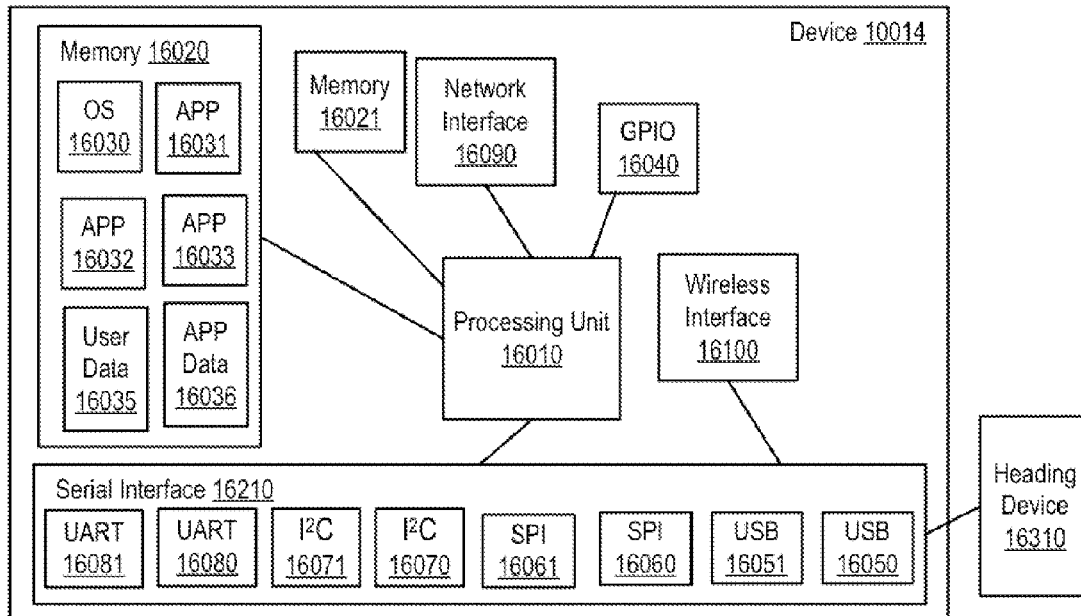 Device 10014
Memory 16020
OS
16030
APP
16031
APP
16032
APP
16033
User
Data
16035
APP
Data
16036
Memory
16021
Network
Interface
16090
GPIO
16040
Processing Unit
16010
Wireless
Interface
16100
Serial Interface 16210
UART
16081
UART
16080
I²C
16071
I²C
16070
SPI
16061
SPI
16060
USB
16051
USB
16050
Heading
Device
16310